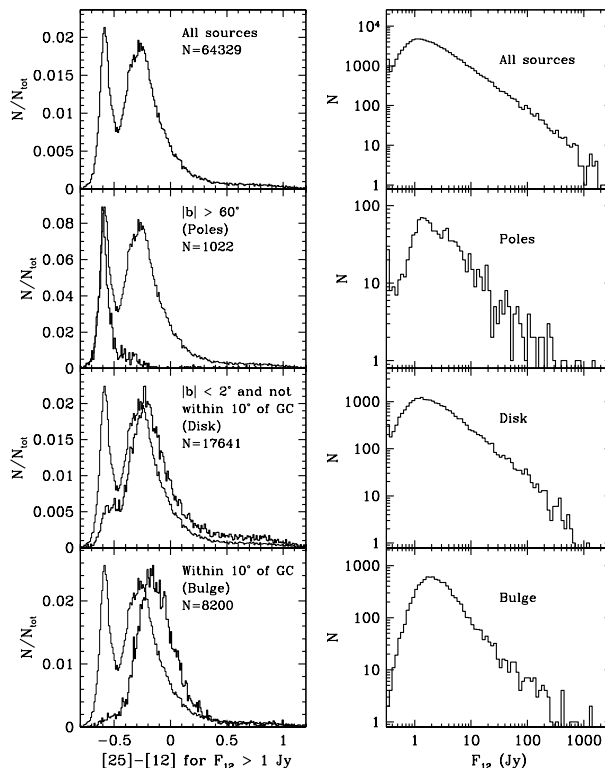 All sources
N=64329
N/N_tot
0.02
0.015
0.01
0.005
0
|b| > 60°
(Poles)
N=1022
N/N_tot
0.08
0.06
0.04
0.02
0
|b| < 2° and not
within 10° of GC
(Disk)
N=17641
N/N_tot
0.02
0.015
0.01
0.005
0
Within 10° of GC
(Bulge)
N=8200
N/N_tot
0.02
0.01
0
−0.5 0 0.5 1
[25]−[12] for F_12 > 1 Jy
All sources
N
10⁴
1000
100
10
1
Poles
N
100
10
1
Disk
N
1000
100
10
1
Bulge
N
1000
100
10
1
1 10 100 1000
F_12 (Jy)